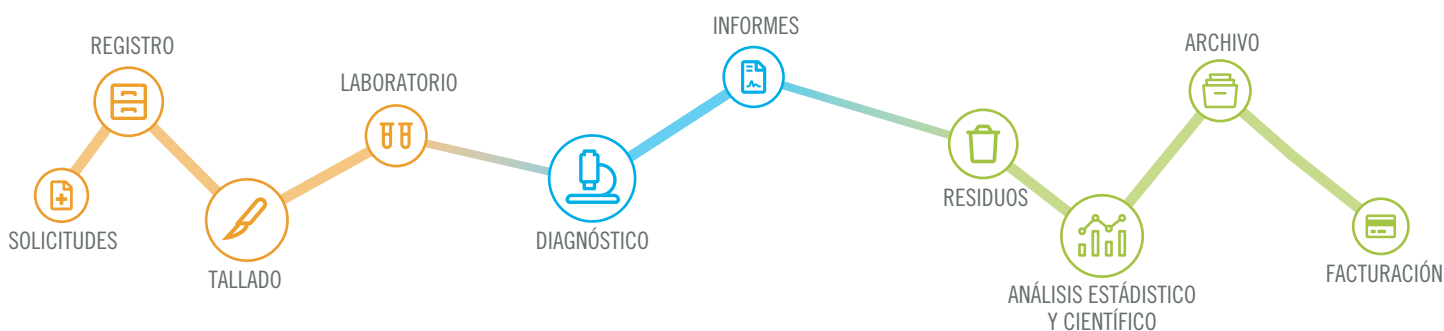 SOLICITUDES
REGISTRO
TALLADO
LABORATORIO
DIAGNÓSTICO
INFORMES
RESIDUOS
ANÁLISIS ESTÁDISTICO
Y CIENTÍFICO
ARCHIVO
FACTURACIÓN